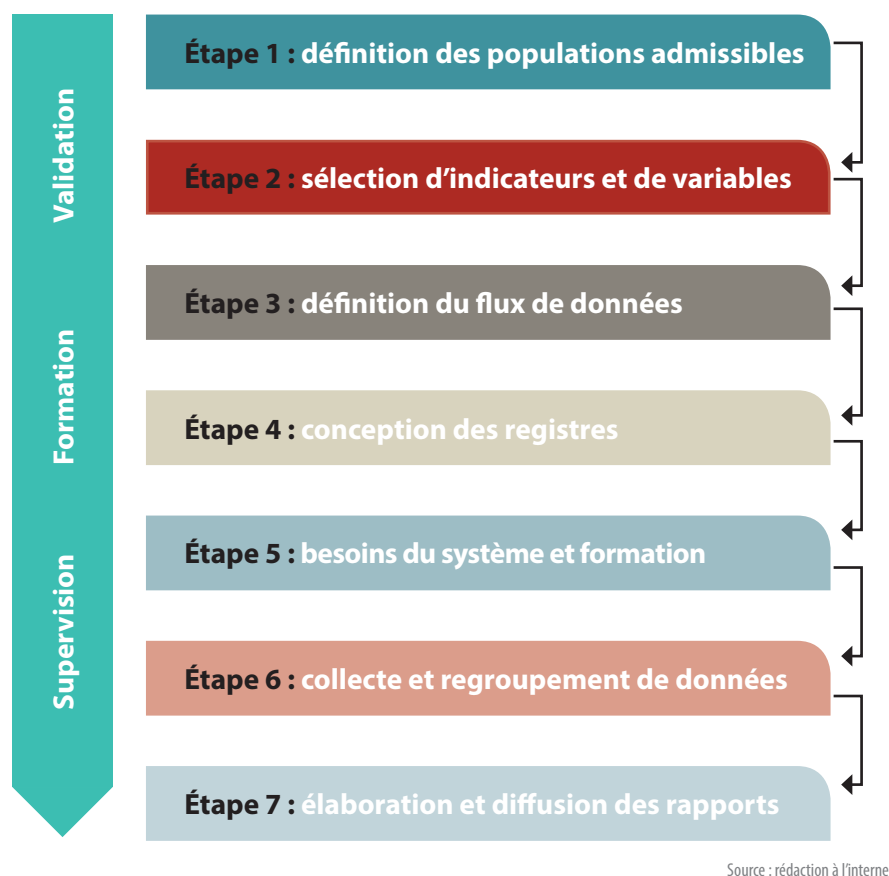 Validation
Formation
Supervision
Étape 1 : définition des populations admissibles
Étape 2 : sélection d'indicateurs et de variables
Étape 3 : définition du flux de données
Étape 4 : conception des registres
Étape 5 : besoins du système et formation
Étape 6 : collecte et regroupement de données
Étape 7 : élaboration et diffusion des rapports
Source : rédaction à l'interne